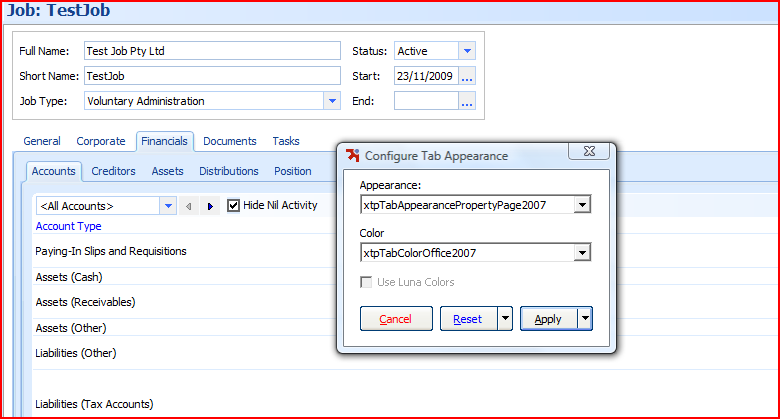 Job: TestJob
Full Name: Test Job Pty Ltd Status: Active
Short Name: TestJob Start: 23/11/2009 ...
Job Type: Voluntary Administration End: ...
General Corporate Financials Documents Tasks
Accounts Creditors Assets Distributions Position
<All Accounts> Hide Nil Activity
Account Type
Paying-In Slips and Requisitions
Assets (Cash)
Assets (Receivables)
Assets (Other)
Liabilities (Other)
Liabilities (Tax Accounts)
Configure Tab Appearance
Appearance:
xtpTabAppearancePropertyPage2007
Color
xtpTabColorOffice2007
Use Luna Colors
Cancel Reset Apply